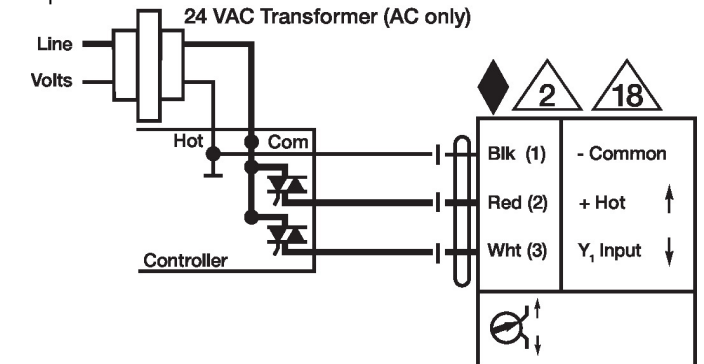 24 VAC Transformer (AC only)
Line
Volts
2
18
Hot
Com
Blk (1)
- Common
Red (2)
+ Hot
Wht (3)
Y1 Input
Controller